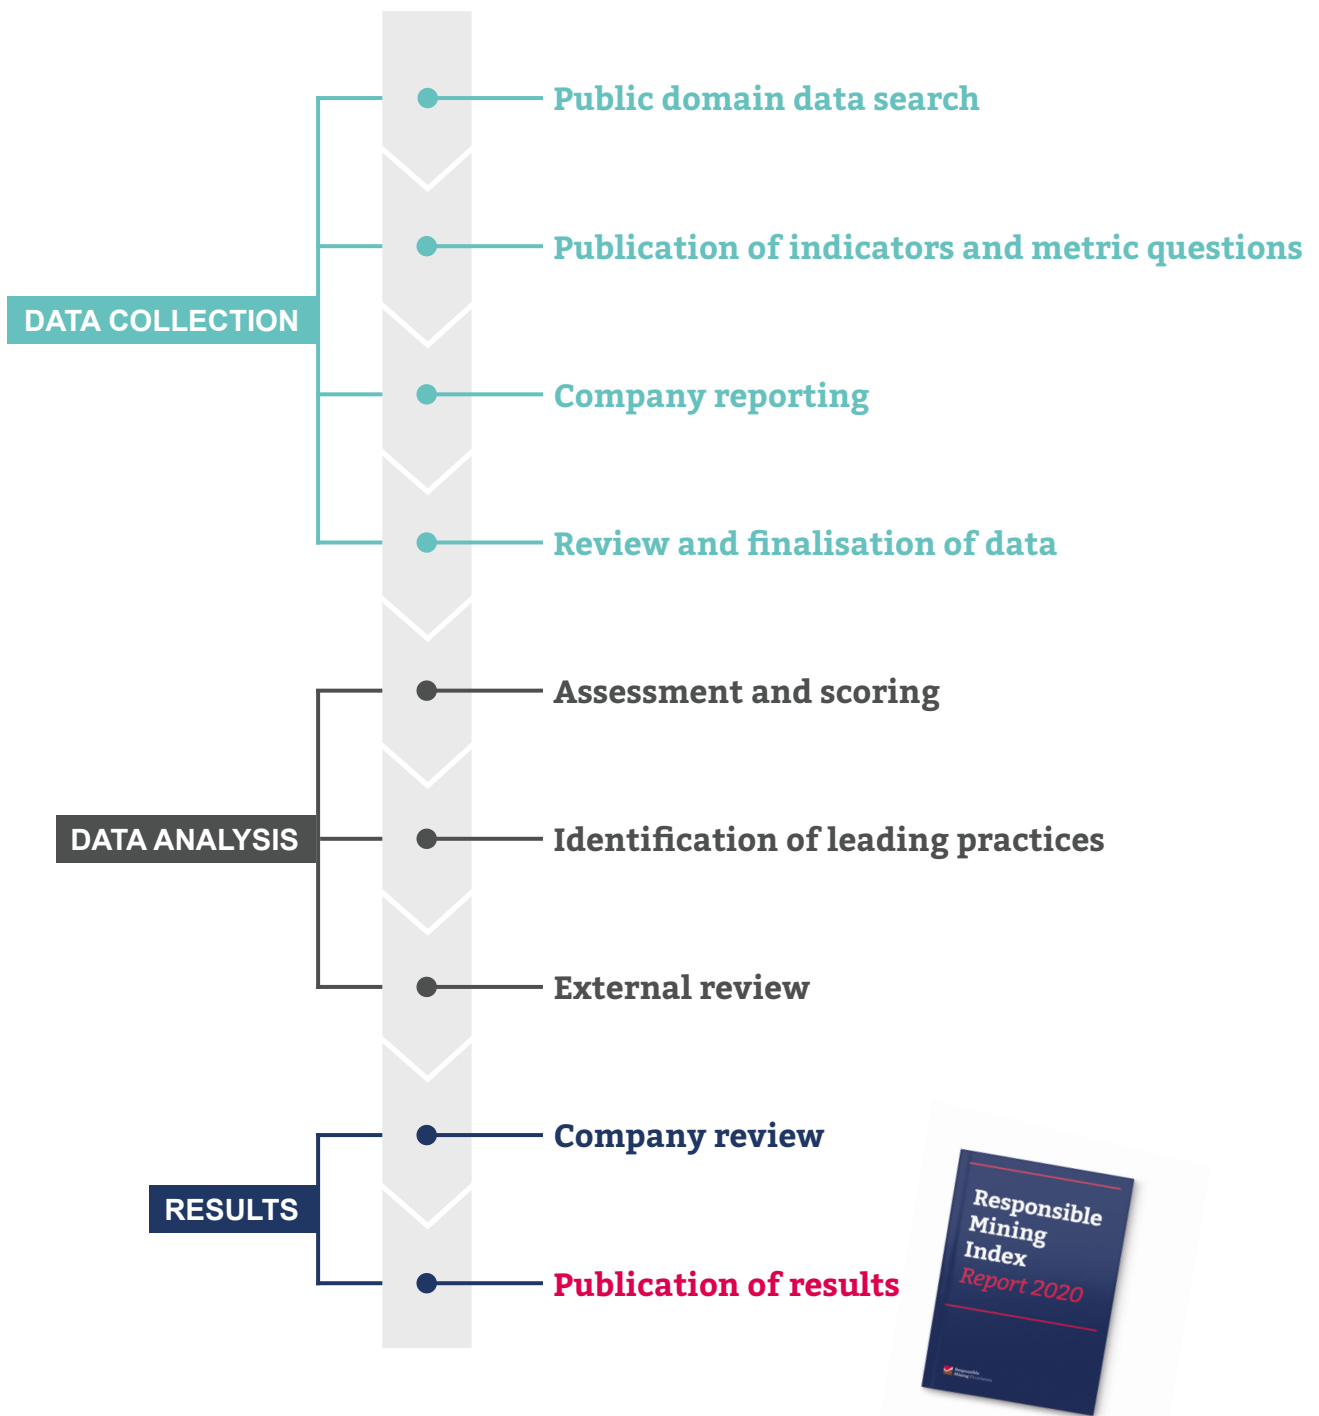 Public domain data search
Publication of indicators and metric questions
DATA COLLECTION
Company reporting
Review and finalisation of data
Assessment and scoring
DATA ANALYSIS
Identification of leading practices
External review
Company review
RESULTS
Publication of results
Responsible
Mining
Index
Report 2020
Responsible
Mining